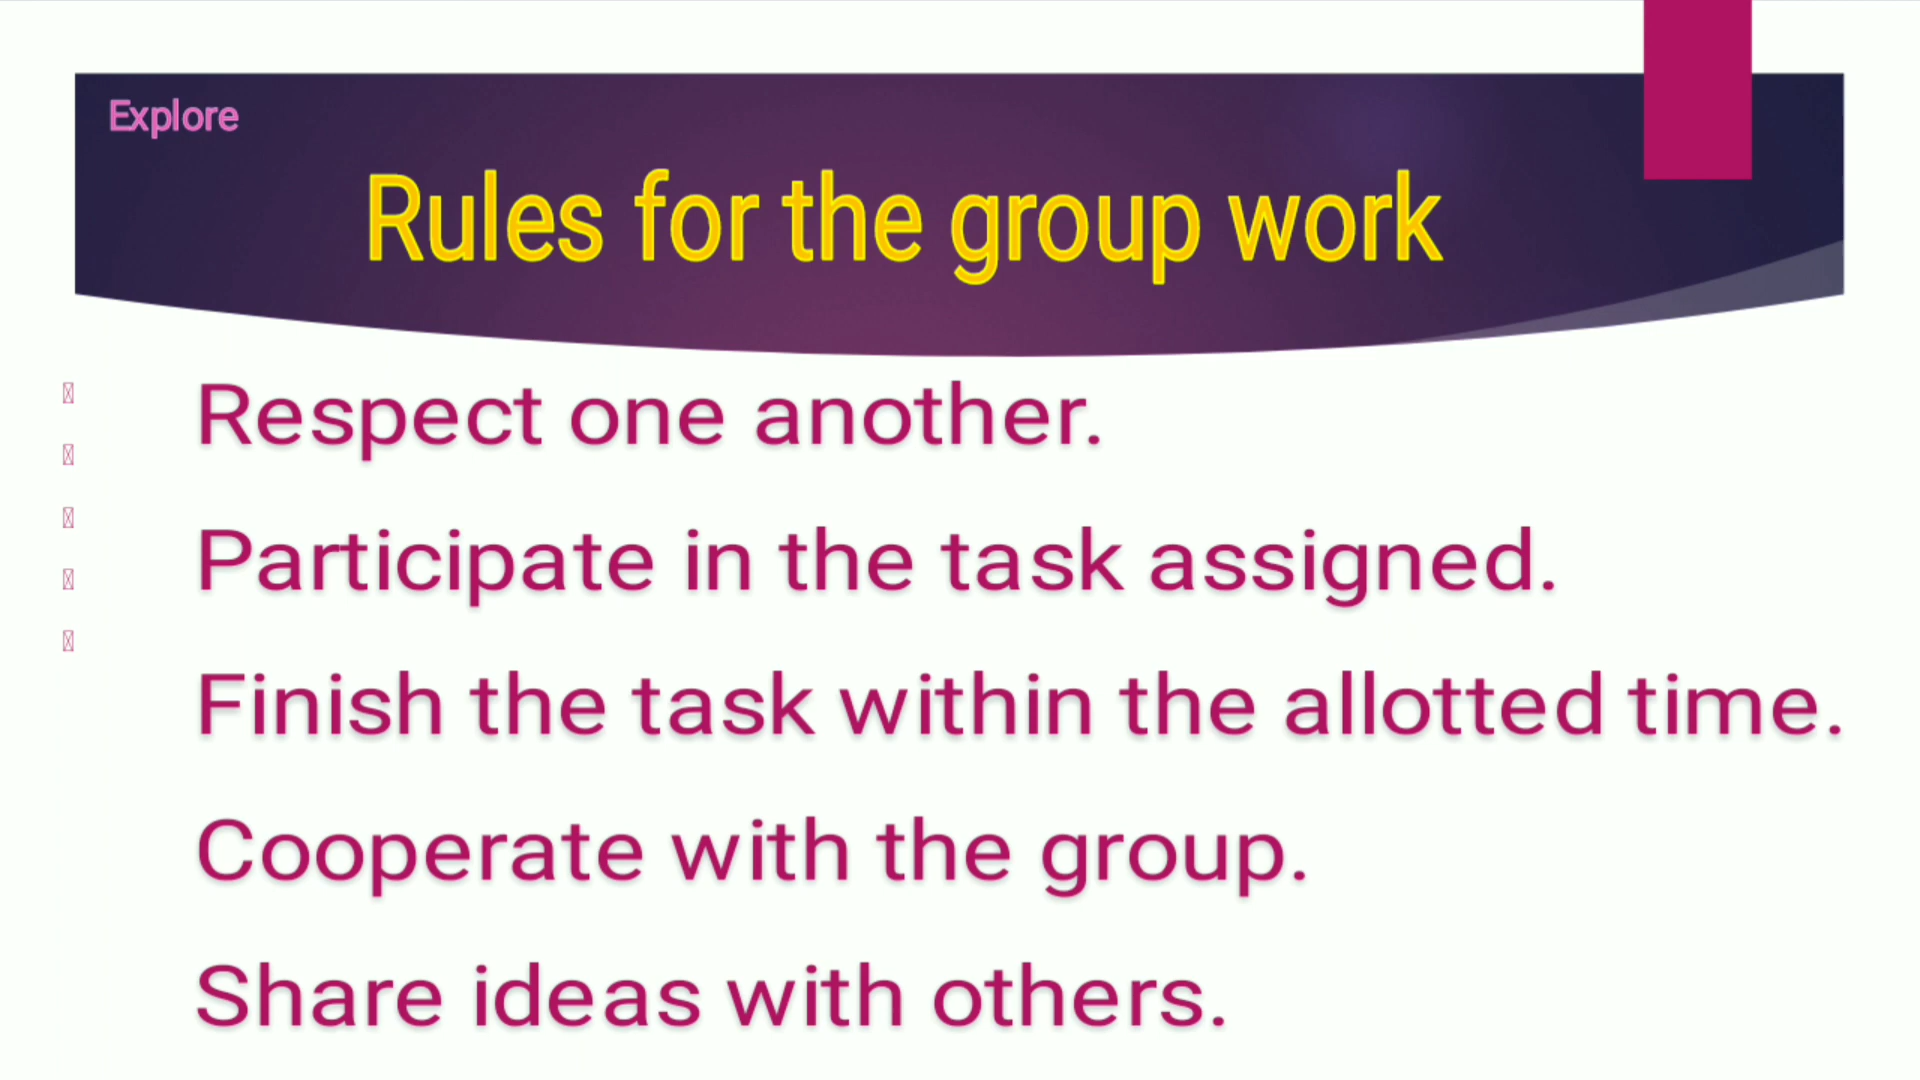 Explore
Rules for the group work
Respect one another.
Participate in the task assigned.
Finish the task within the allotted time.
Cooperate with the group.
Share ideas with others.